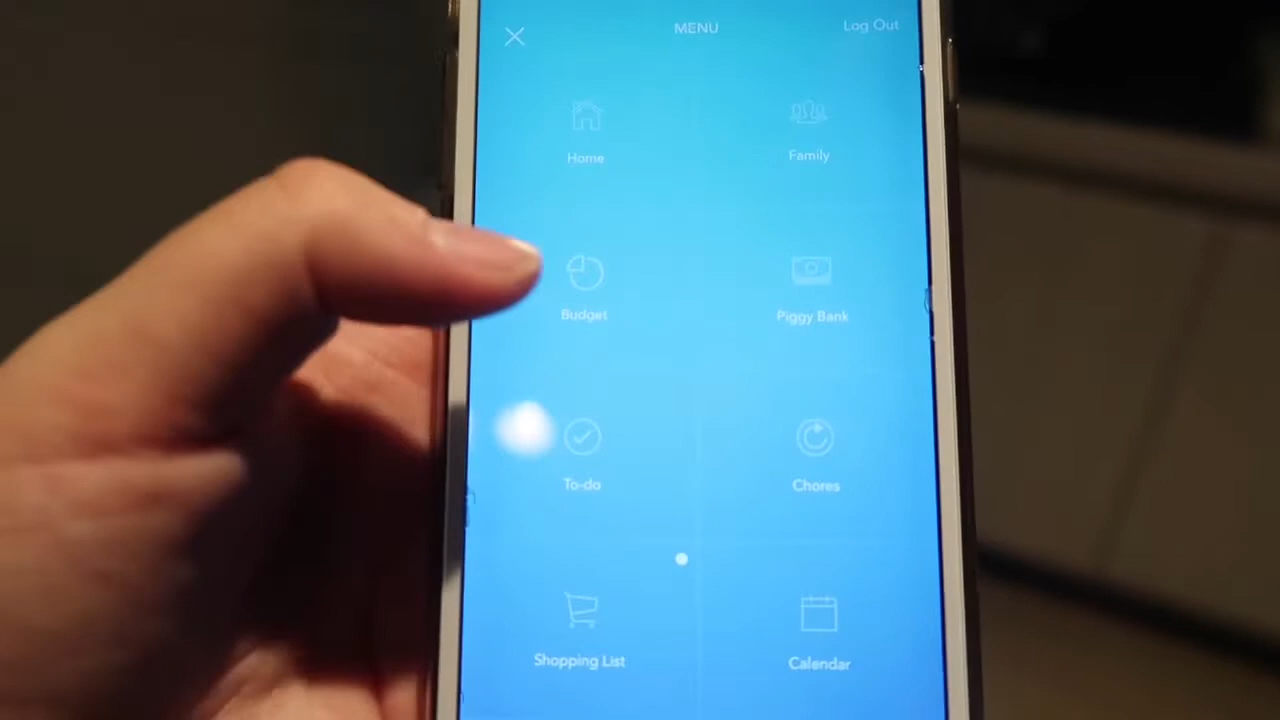 MENU
Log Out
Home
Family
Budget
Piggy Bank
To-do
Chores
Shopping List
Calendar